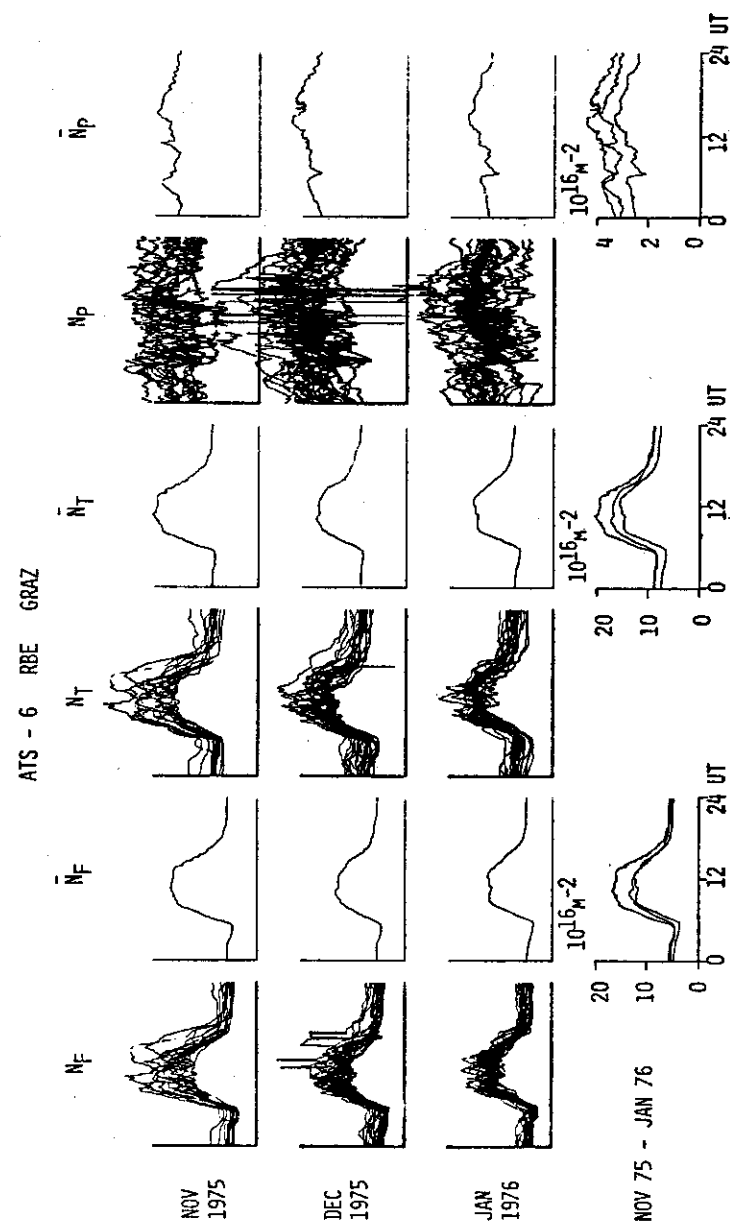 ATS - 6 RBE GRAZ
N_F N̄_F N_T N̄_T N_P N̄_P
NOV
1975
DEC
1975
JAN
1976
NOV 75 - JAN 76
10^16 M^-2
20
10
0
0 12 24 UT
10^16 M^-2
20
10
0
0 12 24 UT
10^16 M^-2
4
2
0 12 24 UT